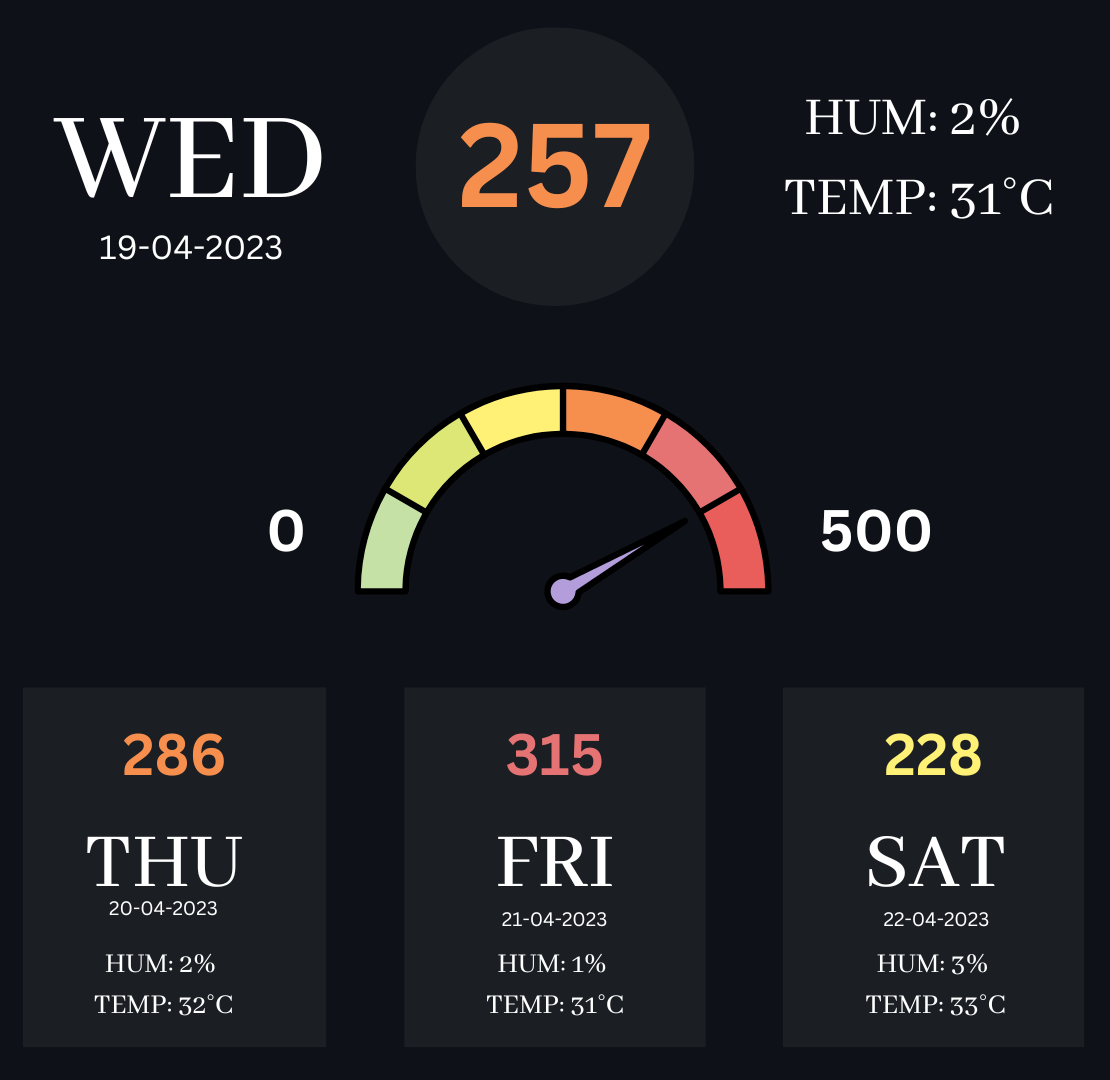 WED
19-04-2023
257
HUM: 2%
TEMP: 31°C
0
500
286
THU
20-04-2023
HUM: 2%
TEMP: 32°C
315
FRI
21-04-2023
HUM: 1%
TEMP: 31°C
228
SAT
22-04-2023
HUM: 3%
TEMP: 33°C